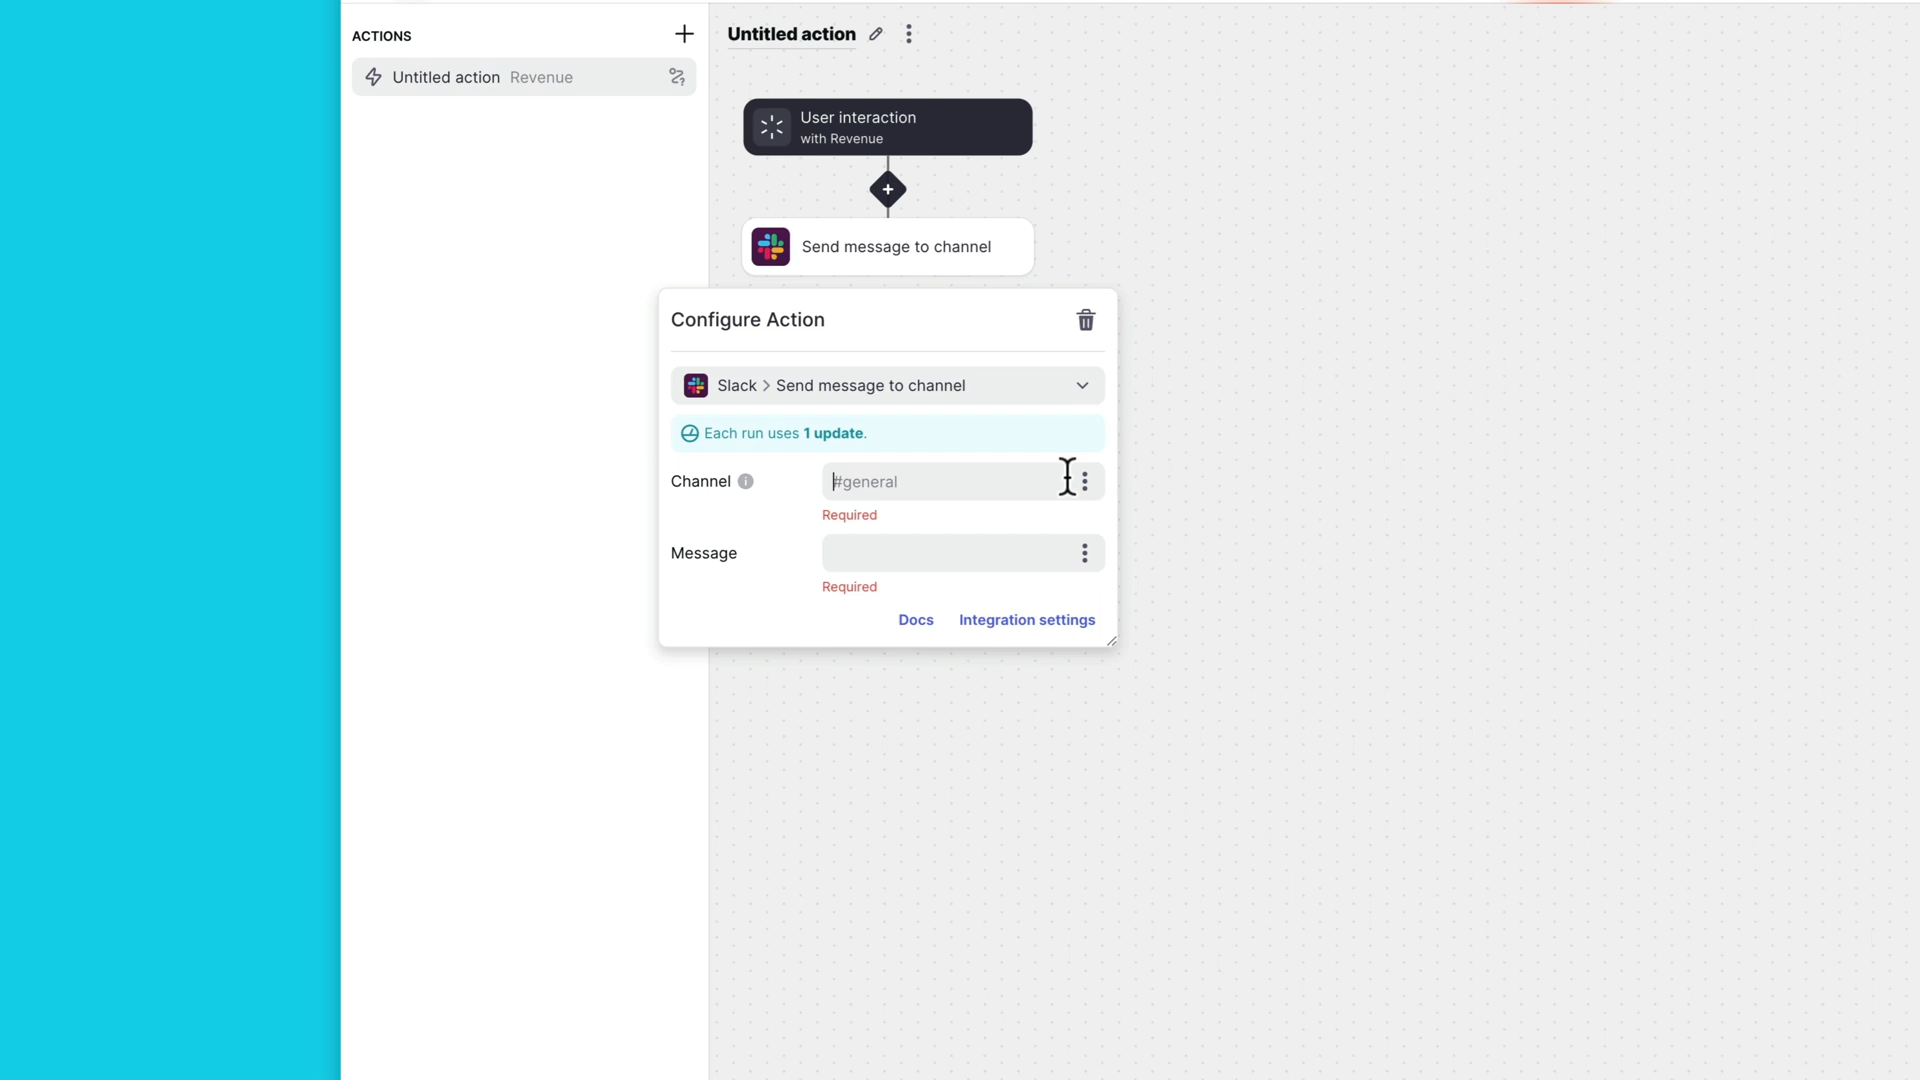 ACTIONS
Untitled action Revenue
Untitled action
User interaction
with Revenue
Send message to channel
Configure Action
Slack > Send message to channel
Each run uses 1 update.
Channel
#general
Required
Message
Required
Docs Integration settings